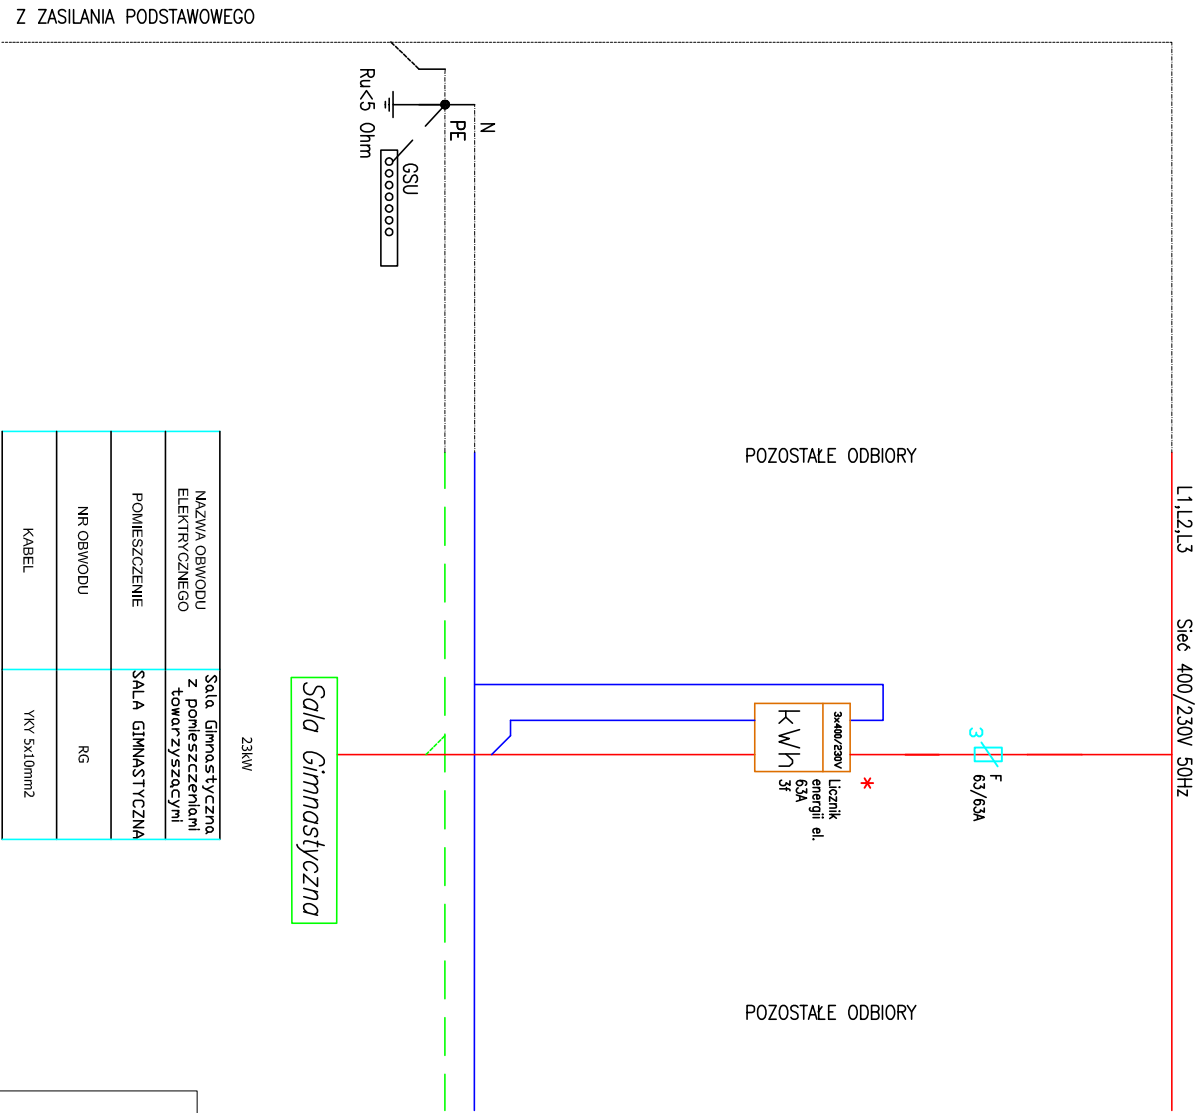 Z ZASILANIA PODSTAWOWEGO
Ru<5 Ohm
GSU
PE
N
POZOSTAŁE ODBIORY
L1,L2,L3
Sieć 400/230V 50Hz
3
F
63/63A
3x400/230V
kWh
*
Licznik
energii el.
63A
3f
Sala Gimnastyczna
23kW
NAZWA OBWODU
ELEKTRYCZNEGO
Sala Gimnastyczna
z pomieszczeniami
towarzyszącymi
POMIESZCZENIE
SALA GIMNASTYCZNA
NR OBWODU
RG
KABEL
YKY 5x10mm2
POZOSTAŁE ODBIORY